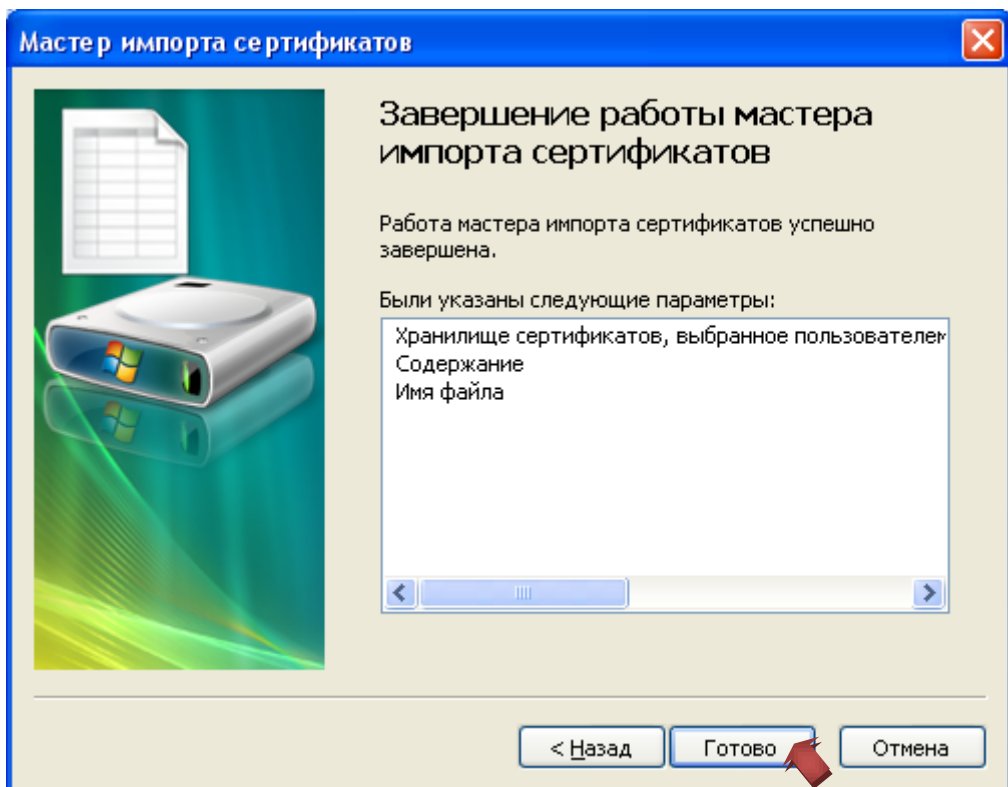 Мастер импорта сертификатов
Завершение работы мастера
импорта сертификатов
Работа мастера импорта сертификатов успешно
завершена.
Были указаны следующие параметры:
Хранилище сертификатов, выбранное пользователем
Содержание
Имя файла
< Назад
Готово
Отмена